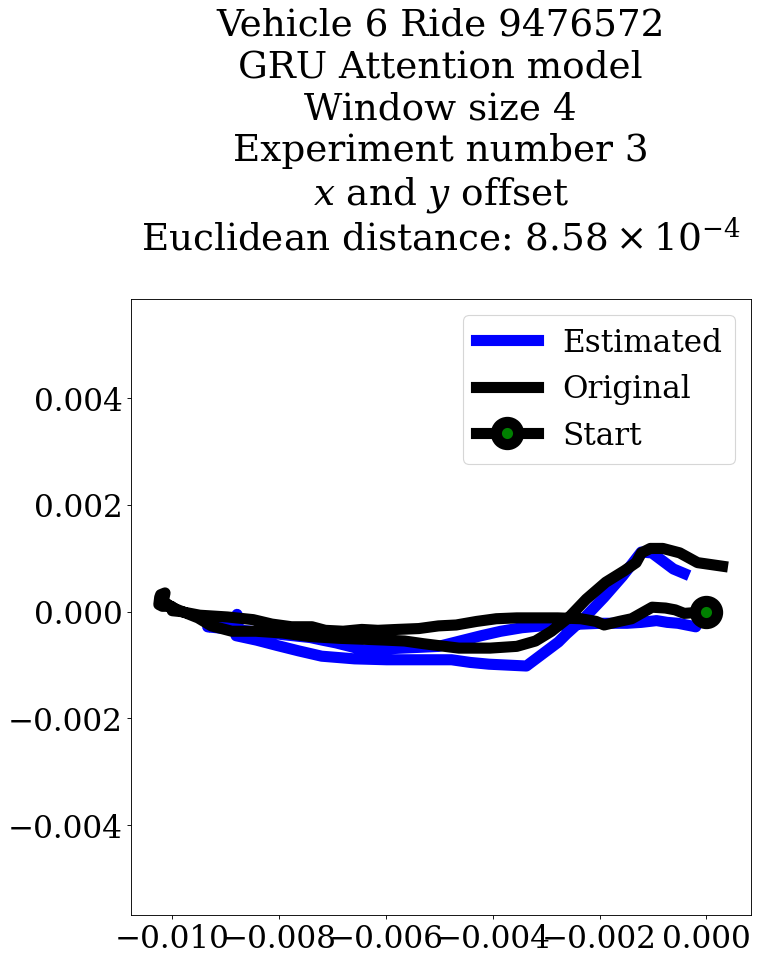 Vehicle 6 Ride 9476572
GRU Attention model
Window size 4
Experiment number 3
x and y offset
Euclidean distance: 8.58 × 10⁻⁴
Estimated
Original
Start
0.004
0.002
0.000
−0.002
−0.004
−0.010 −0.008 −0.006 −0.004 −0.002 0.000